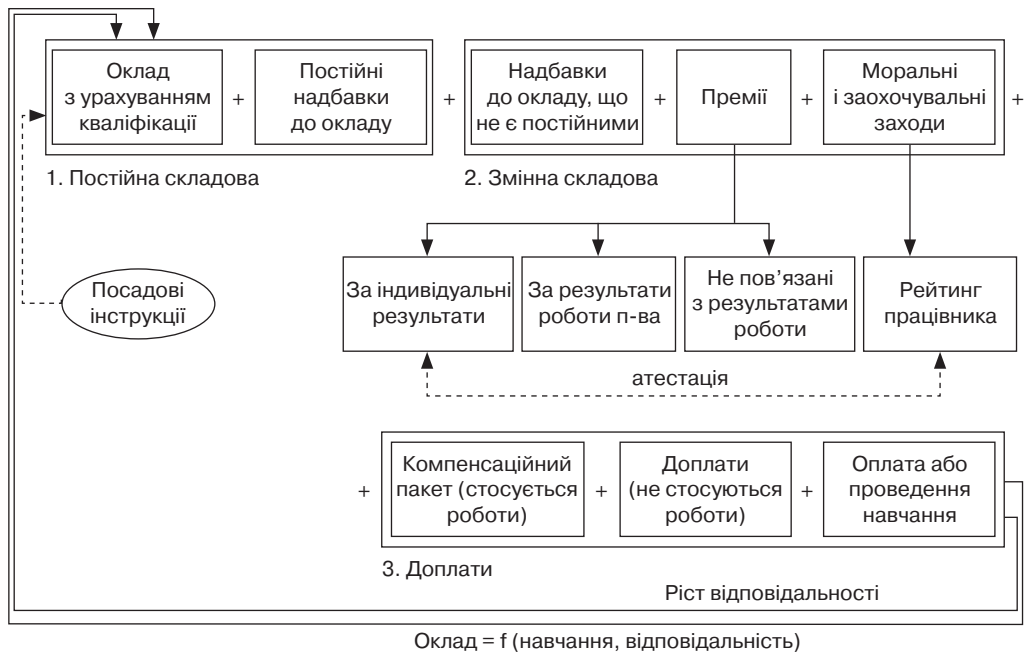 Оклад
з урахуванням
кваліфікації
+
Постійні
надбавки
до окладу
+
Надбавки
до окладу, що
не є постійними
+
Премії
+
Моральні
і заохочувальні
заходи
+
1. Постійна складова
2. Змінна складова
Посадові
інструкції
За індивідуальні
результати
За результати
роботи п-ва
Не пов’язані
з результатами
роботи
Рейтинг
працівника
атестація
+
Компенсаційний
пакет (стосується
роботи)
+
Доплати
(не стосуються
роботи)
+
Оплата або
проведення
навчання
3. Доплати
Ріст відповідальності
Оклад = f (навчання, відповідальність)